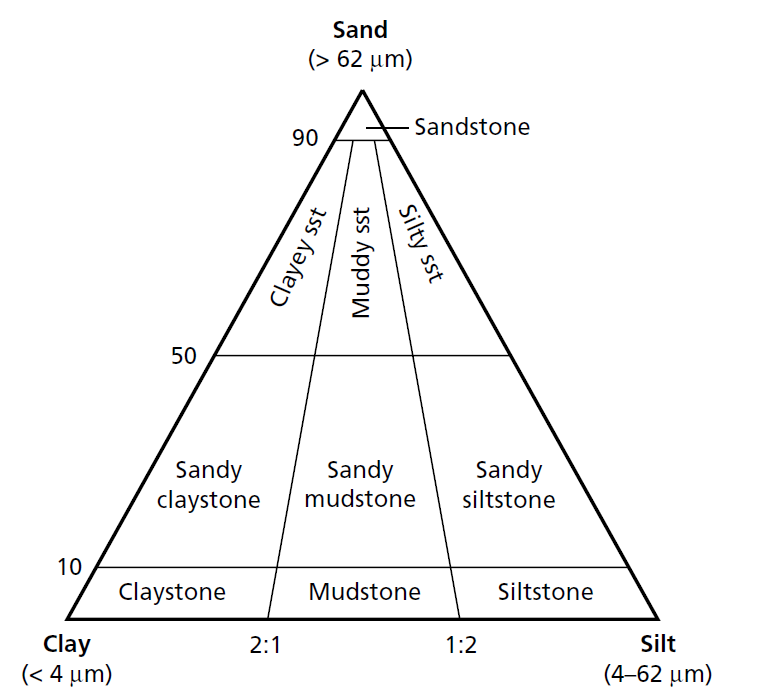 Sand
(> 62 μm)
Sandstone
90
Clayey sst
Muddy sst
Silty sst
50
Sandy
claystone
Sandy
mudstone
Sandy
siltstone
10
Claystone
Mudstone
Siltstone
Clay
(< 4 μm)
2:1
1:2
Silt
(4–62 μm)